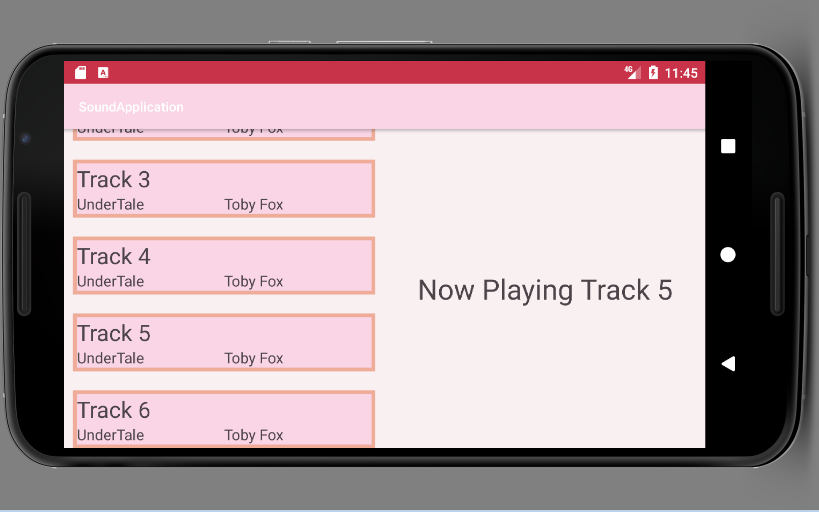 4G 11:45
SoundApplication
UnderTale Toby Fox
Track 3
UnderTale Toby Fox
Track 4
UnderTale Toby Fox
Track 5
UnderTale Toby Fox
Track 6
UnderTale Toby Fox
Now Playing Track 5